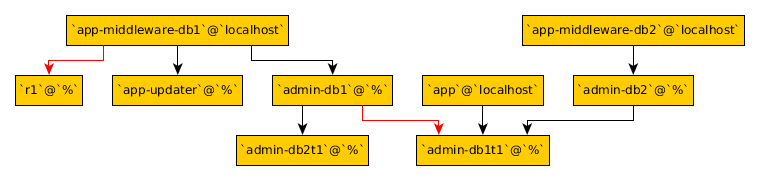 `app-middleware-db1`@`localhost`
`app-middleware-db2`@`localhost`
`r1`@`%`
`app-updater`@`%`
`admin-db1`@`%`
`app`@`localhost`
`admin-db2`@`%`
`admin-db2t1`@`%`
`admin-db1t1`@`%`